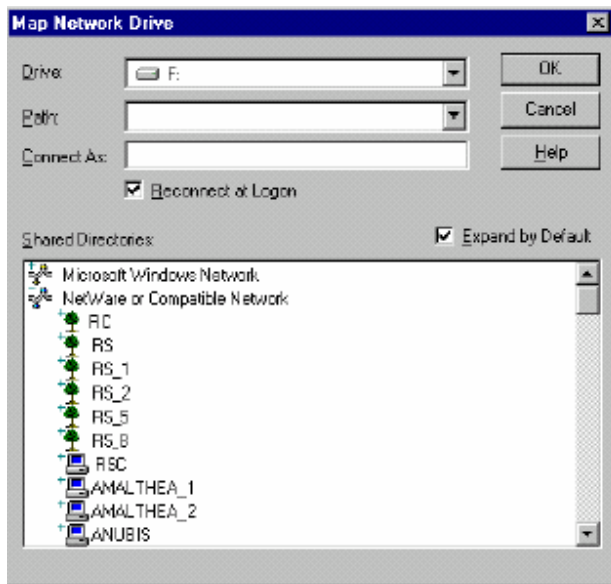 Map Network Drive
Drive:
F:
OK
Path:
Cancel
Connect As:
Help
Reconnect at Logon
Shared Directories:
Expand by Default
Microsoft Windows Network
NetWare or Compatible Network
RC
RS
RS_1
RS_2
RS_5
RS_8
RSC
AMALTHEA_1
AMALTHEA_2
ANUBIS